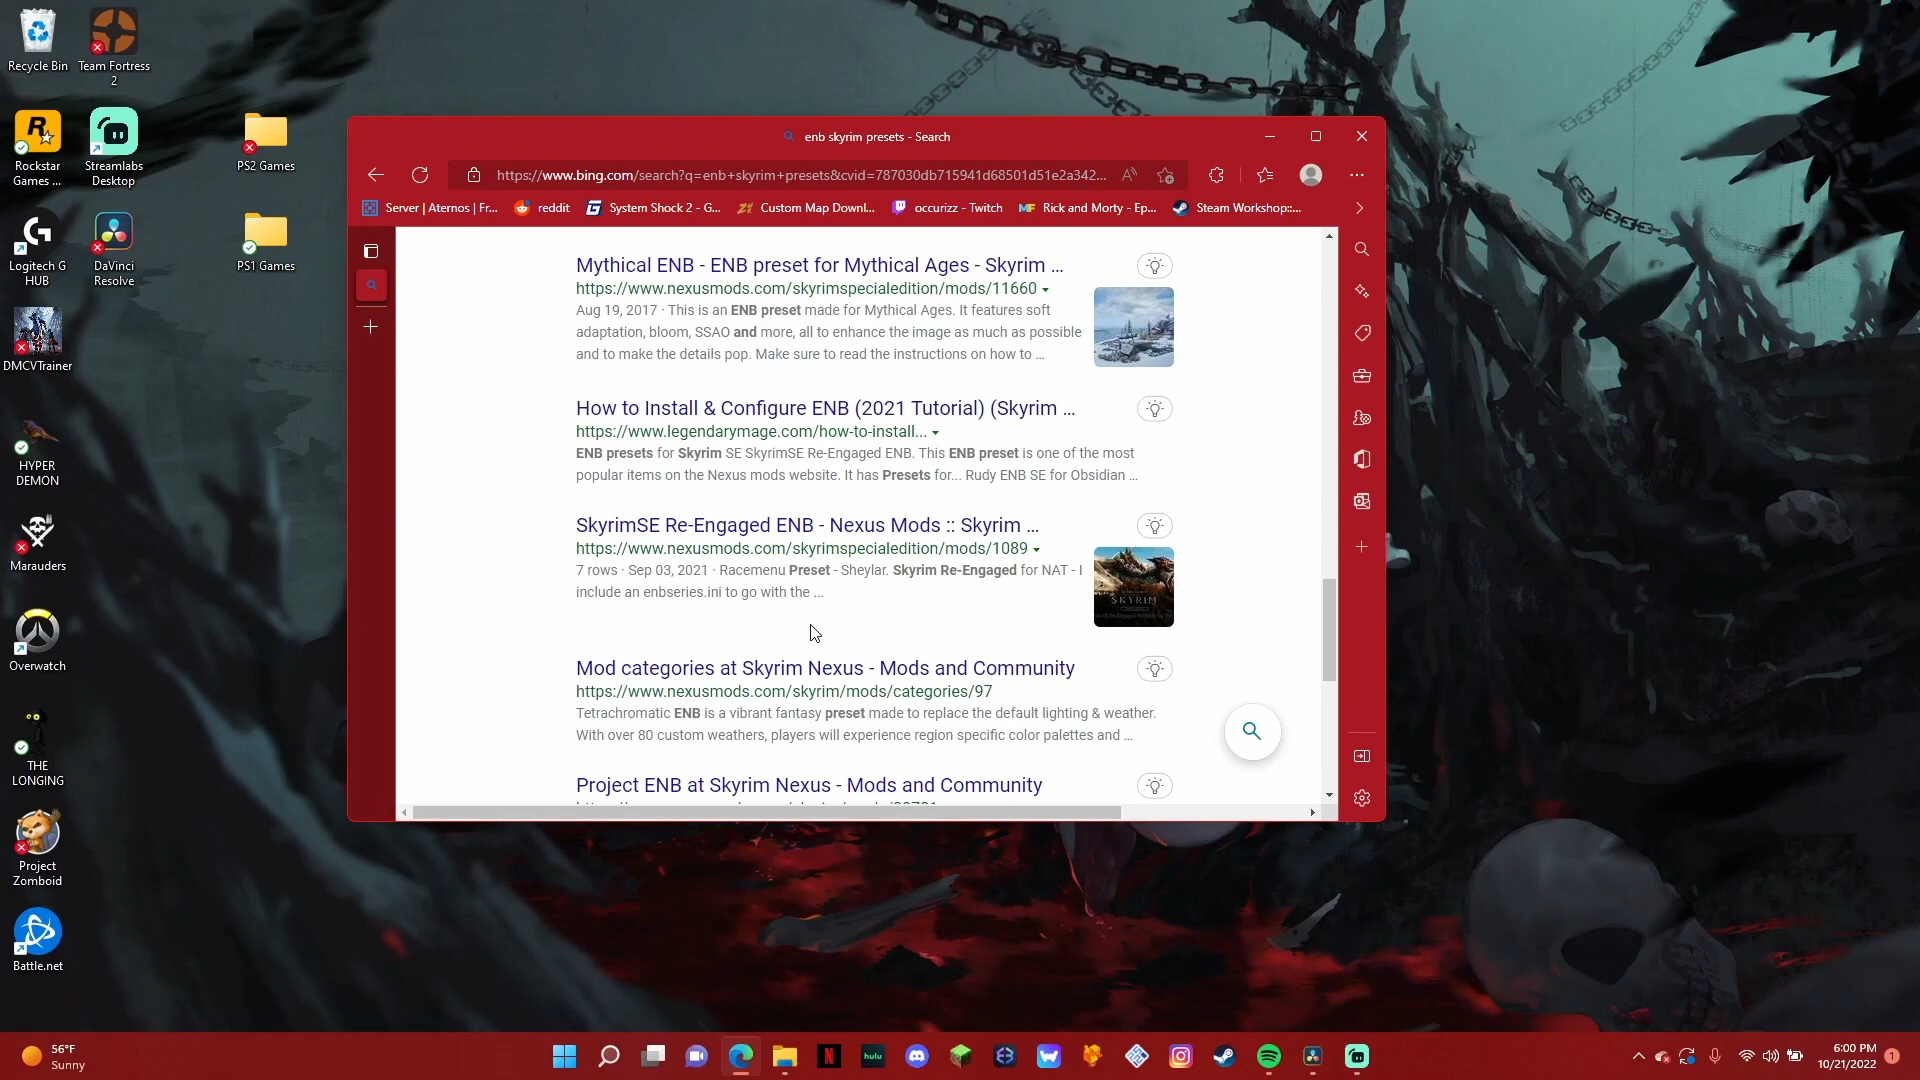 Recycle Bin
Team Fortress
2
Rockstar
Games ...
Streamlabs
Desktop
PS2 Games
Logitech G
HUB
DaVinci
Resolve
PS1 Games
DMCVTrainer
HYPER
DEMON
Marauders
Overwatch
THE
LONGING
Project
Zomboid
Battle.net
enb skyrim presets - Search
https://www.bing.com/search?q=enb+skyrim+presets&cvid=787030db715941d68501d51e2a342...
Server | Aternos | Fr...
reddit
System Shock 2 - G...
Custom Map Downl...
occurizz - Twitch
Rick and Morty - Ep...
Steam Workshop::...
Mythical ENB - ENB preset for Mythical Ages - Skyrim ...
https://www.nexusmods.com/skyrimspecialedition/mods/11660
Aug 19, 2017 · This is an ENB preset made for Mythical Ages. It features soft
adaptation, bloom, SSAO and more, all to enhance the image as much as possible
and to make the details pop. Make sure to read the instructions on how to ...
How to Install & Configure ENB (2021 Tutorial) (Skyrim ...
https://www.legendarymage.com/how-to-install...
ENB presets for Skyrim SE SkyrimSE Re-Engaged ENB. This ENB preset is one of the most
popular items on the Nexus mods website. It has Presets for... Rudy ENB SE for Obsidian ...
SkyrimSE Re-Engaged ENB - Nexus Mods :: Skyrim ...
https://www.nexusmods.com/skyrimspecialedition/mods/1089
7 rows · Sep 03, 2021 · Racemenu Preset - Sheylar. Skyrim Re-Engaged for NAT - I
include an enbseries.ini to go with the ...
SKYRIM
Mod categories at Skyrim Nexus - Mods and Community
https://www.nexusmods.com/skyrim/mods/categories/97
Tetrachromatic ENB is a vibrant fantasy preset made to replace the default lighting & weather.
With over 80 custom weathers, players will experience region specific color palettes and ...
Project ENB at Skyrim Nexus - Mods and Community
56°F
Sunny
hulu
6:00 PM
10/21/2022
1